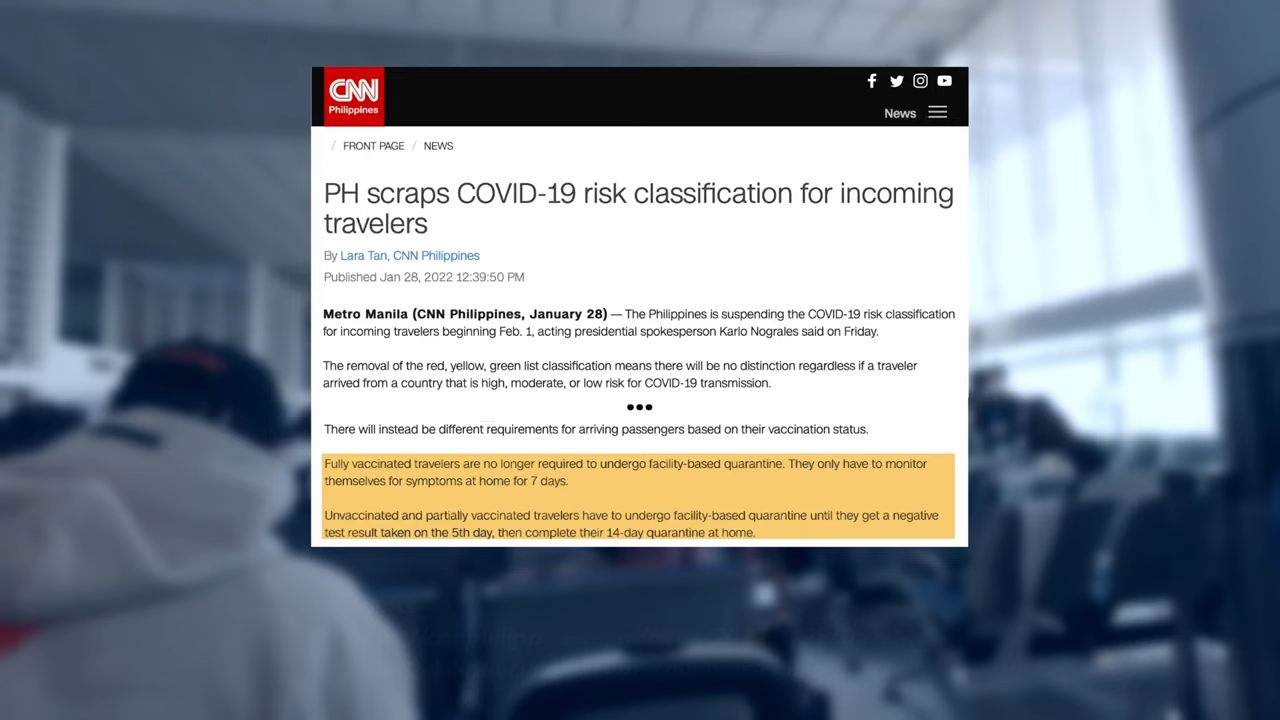 CNN
Philippines
News
/ FRONT PAGE / NEWS
PH scraps COVID-19 risk classification for incoming
travelers
By Lara Tan, CNN Philippines
Published Jan 28, 2022 12:39:50 PM
Metro Manila (CNN Philippines, January 28) — The Philippines is suspending the COVID-19 risk classification
for incoming travelers beginning Feb. 1, acting presidential spokesperson Karlo Nograles said on Friday.
The removal of the red, yellow, green list classification means there will be no distinction regardless if a traveler
arrived from a country that is high, moderate, or low risk for COVID-19 transmission.
•••
There will instead be different requirements for arriving passengers based on their vaccination status.
Fully vaccinated travelers are no longer required to undergo facility-based quarantine. They only have to monitor
themselves for symptoms at home for 7 days.
Unvaccinated and partially vaccinated travelers have to undergo facility-based quarantine until they get a negative
test result taken on the 5th day, then complete their 14-day quarantine at home.